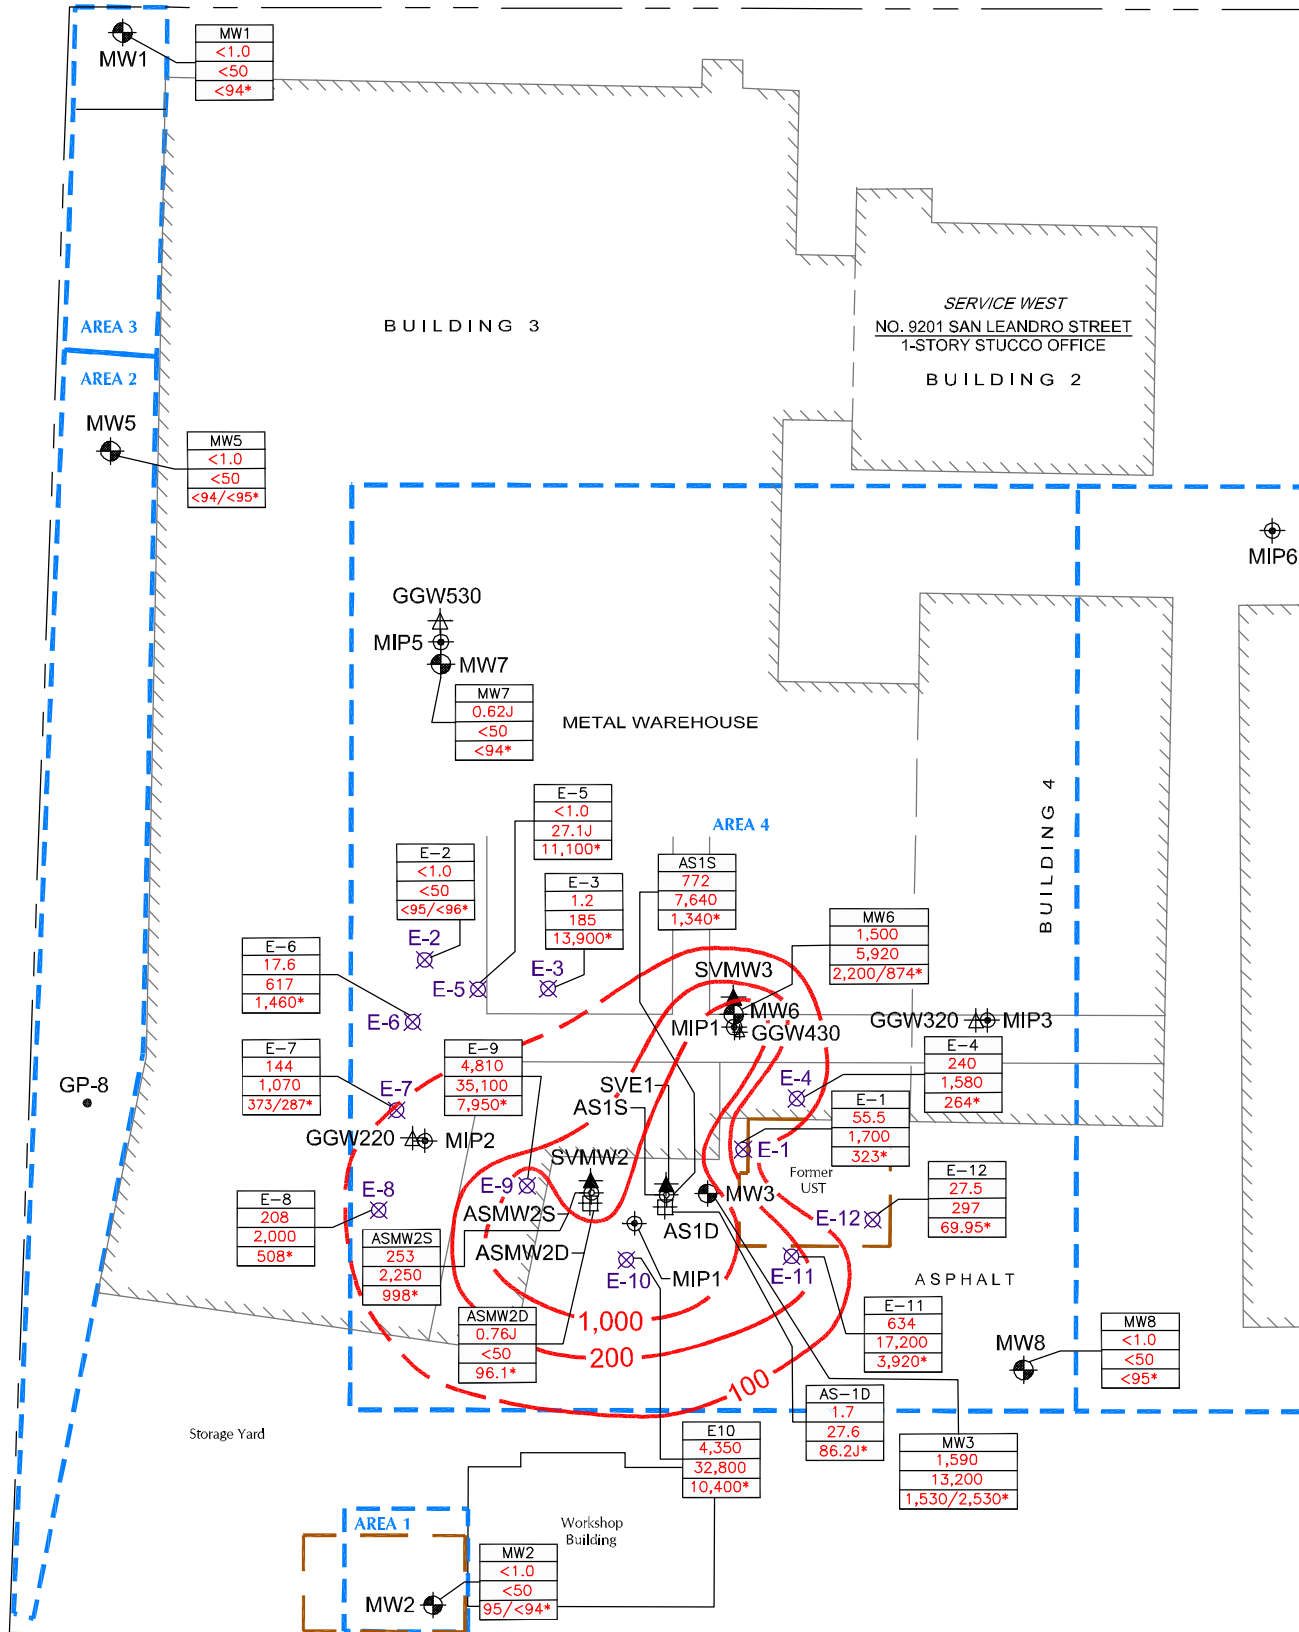 MW1
MW1
<1.0
<50
<94*
SERVICE WEST
NO. 9201 SAN LEANDRO STREET
1-STORY STUCCO OFFICE
BUILDING 2
BUILDING 3
AREA 3
AREA 2
MW5
MW5
<1.0
<50
<94/<95*
MIP6
GGW530
MIP5
MW7
MW7
0.62J
<50
<94*
METAL WAREHOUSE
BUILDING 4
AREA 4
E-5
<1.0
27.1J
11,100*
E-2
<1.0
<50
<95/<96*
E-3
1.2
185
13,900*
AS1S
772
7,640
1,340*
MW6
1,500
5,920
2,200/874*
E-6
17.6
617
1,460*
E-2
E-5
E-3
E-6
SVMW3
MW6
MIP1
GGW430
GGW320
MIP3
E-7
144
1,070
373/287*
E-9
4,810
35,100
7,950*
E-4
240
1,580
264*
GP-8
E-7
SVE1
AS1S
E-4
E-1
55.5
1,700
323*
GGW220
MIP2
SVMW2
E-1
Former
UST
E-12
27.5
297
69.95*
E-8
208
2,000
508*
E-8
E-9
MW3
ASMW2S
AS1D
E-12
ASMW2S
253
2,250
998*
ASMW2D
E-10
MIP1
E-11
ASPHALT
ASMW2D
0.76J
<50
96.1*
1,000
200
100
E-11
634
17,200
3,920*
MW8
MW8
<1.0
<50
<95*
AS-1D
1.7
27.6
86.2J*
Storage Yard
E10
4,350
32,800
10,400*
MW3
1,590
13,200
1,530/2,530*
AREA 1
Workshop
Building
MW2
MW2
<1.0
<50
95/<94*